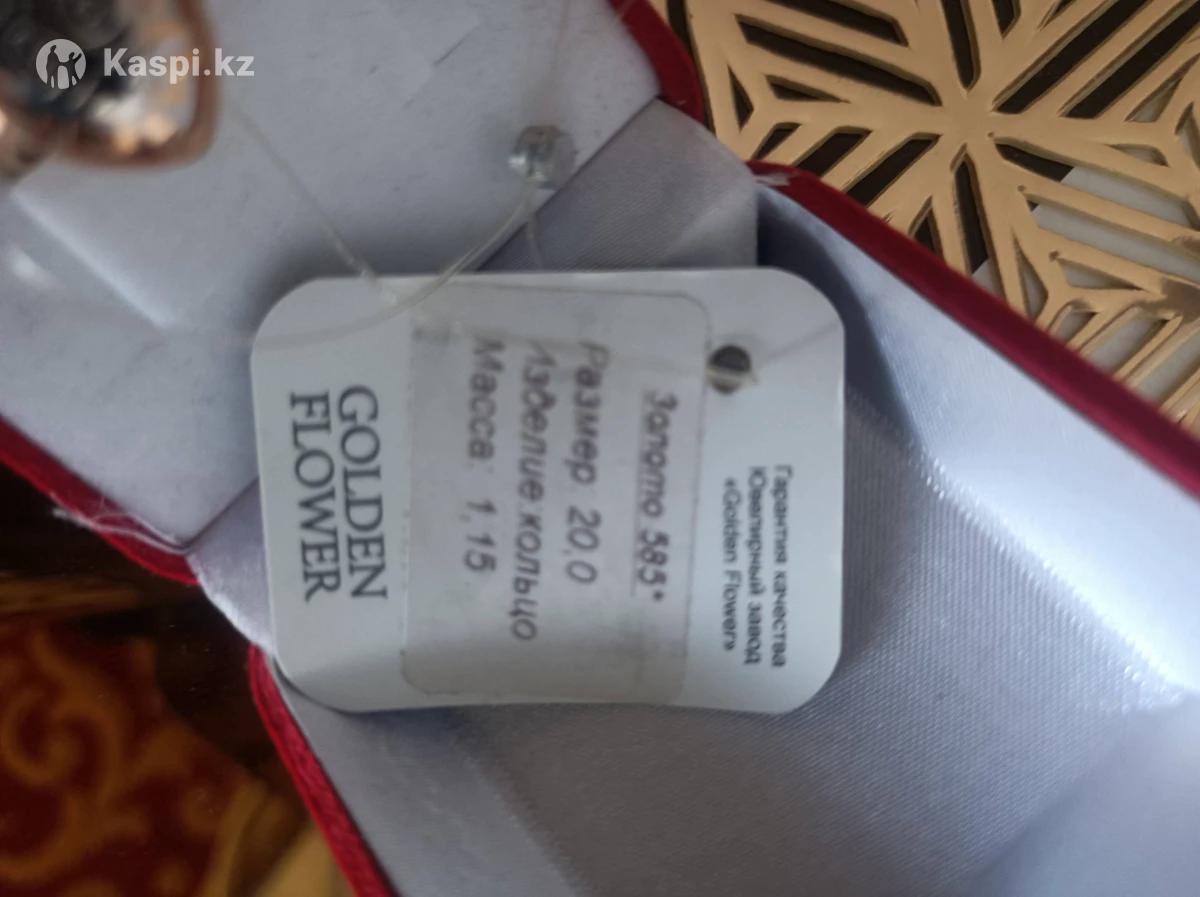 Kaspi.kz
Гарантия качества
Ювелирный завод
«Golden Flower»
Золото 585*
Размер: 20,0
Изделие: кольцо
Масса: 1,15
GOLDEN
FLOWER